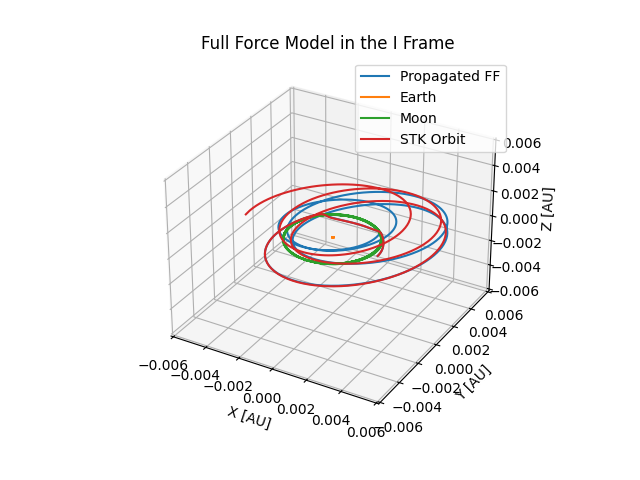 Full Force Model in the I Frame
Propagated FF
Earth
Moon
STK Orbit
0.006
0.004
0.002
0.000
−0.002
−0.004
−0.006
Z [AU]
0.006
0.004
0.002
0.000
−0.002
−0.004
−0.006
Y [AU]
−0.006
−0.004
−0.002
0.000
0.002
0.004
0.006
X [AU]